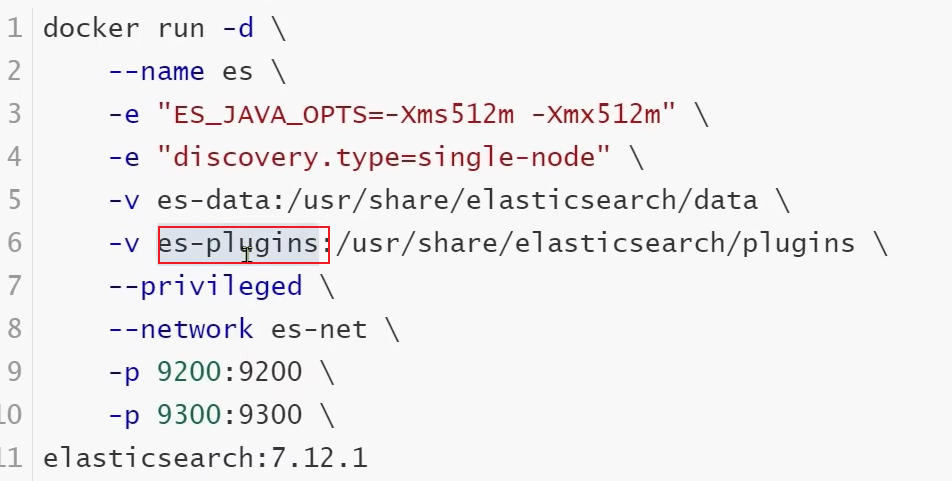 1 docker run -d \
2 --name es \
3 -e "ES_JAVA_OPTS=-Xms512m -Xmx512m" \
4 -e "discovery.type=single-node" \
5 -v es-data:/usr/share/elasticsearch/data \
6 -v es-plugins:/usr/share/elasticsearch/plugins \
7 --privileged \
8 --network es-net \
9 -p 9200:9200 \
10 -p 9300:9300 \
11 elasticsearch:7.12.1